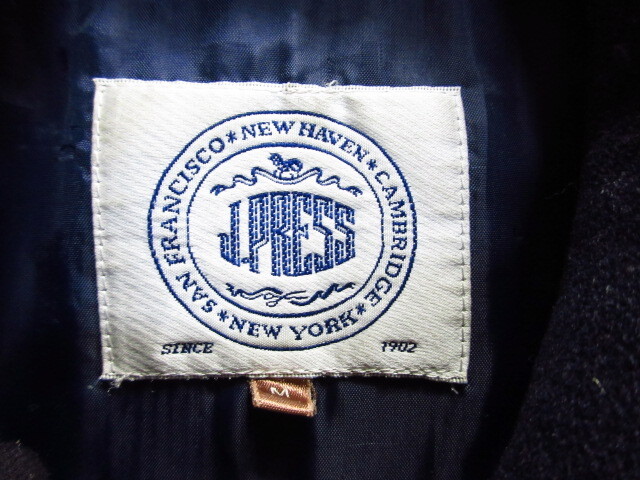 SAN FRANCISCO * NEW HAVEN * CAMBRIDGE * NEW YORK *
J.PRESS
SINCE 1902
M